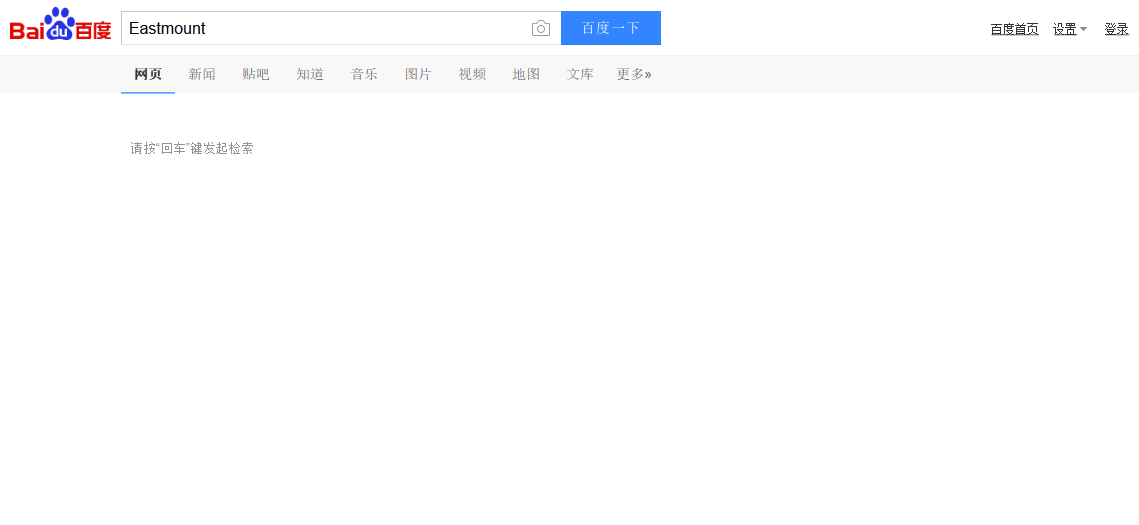 Bai du 百度 Eastmount 百度一下 百度首页 设置 登录
网页 新闻 贴吧 知道 音乐 图片 视频 地图 文库 更多»
请按“回车”键发起检索